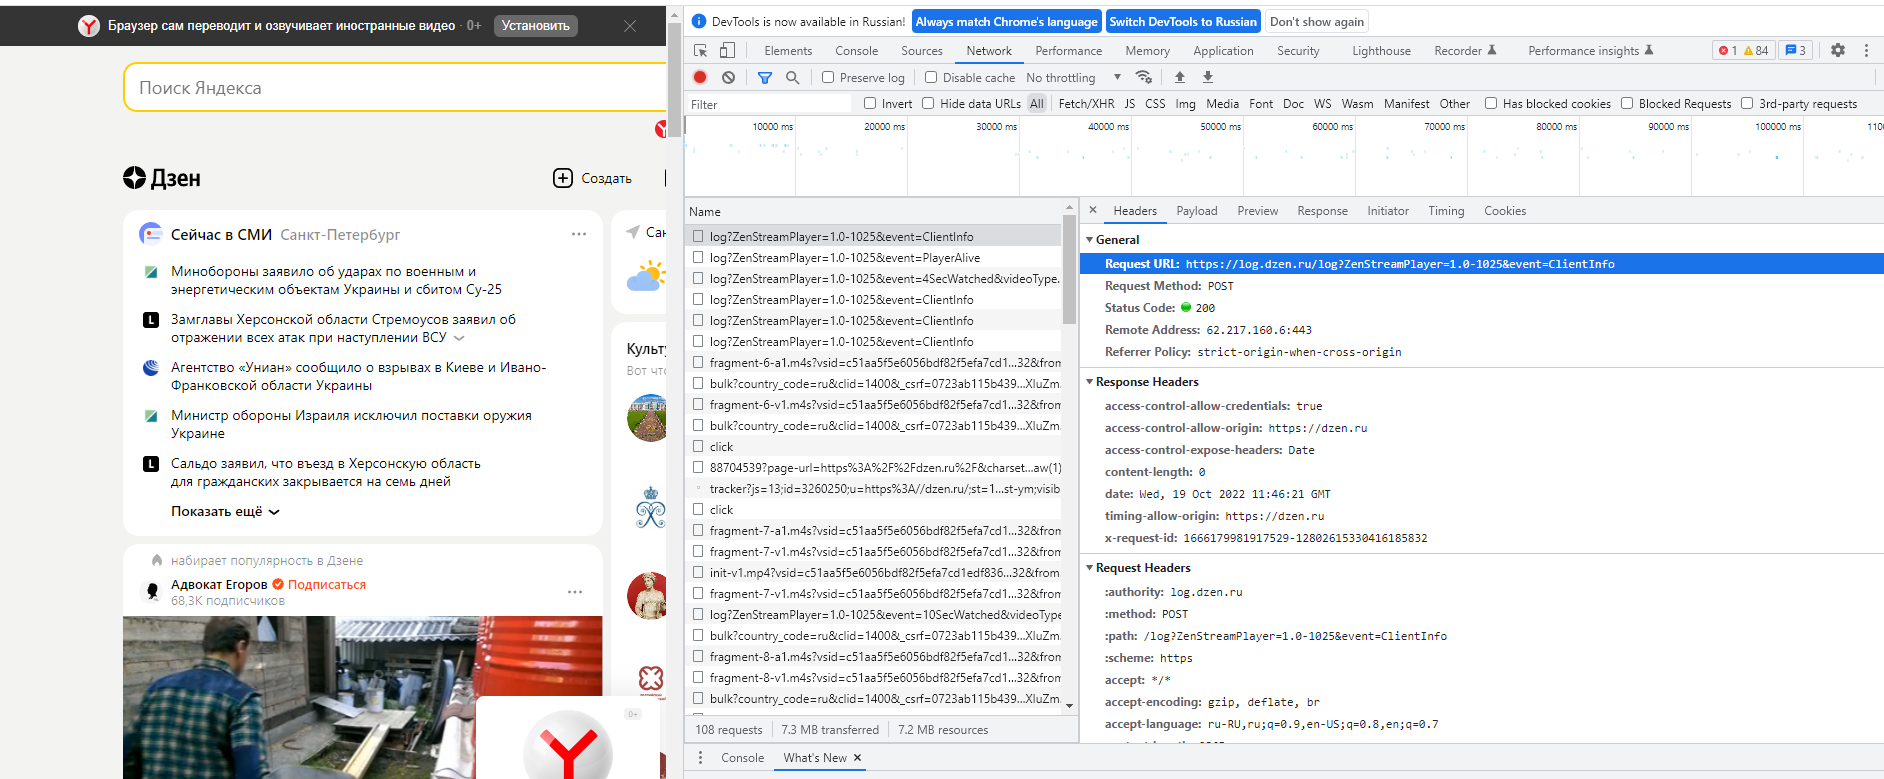 Браузер сам переводит и озвучивает иностранные видео · 0+ Установить
Поиск Яндекса
Дзен
Создать
Сейчас в СМИ Санкт-Петербург
Минобороны заявило об ударах по военным и
энергетическим объектам Украины и сбитом Су-25
Замглавы Херсонской области Стремоусов заявил об
отражении всех атак при наступлении ВСУ
Агентство «Униан» сообщило о взрывах в Киеве и Ивано-
Франковской области Украины
Министр обороны Израиля исключил поставки оружия
Украине
Сальдо заявил, что въезд в Херсонскую область
для гражданских закрывается на семь дней
Показать ещё
Сан
Культу
Вот что
набирает популярность в Дзене
Адвокат Егоров Подписаться
68,3K подписчиков
0+
DevTools is now available in Russian! Always match Chrome's language Switch DevTools to Russian Don't show again
Elements Console Sources Network Performance Memory Application Security Lighthouse Recorder Performance insights 1 84 3
Preserve log Disable cache No throttling
Filter Invert Hide data URLs All Fetch/XHR JS CSS Img Media Font Doc WS Wasm Manifest Other Has blocked cookies Blocked Requests 3rd-party requests
10000 ms 20000 ms 30000 ms 40000 ms 50000 ms 60000 ms 70000 ms 80000 ms 90000 ms 100000 ms 110
Name
log?ZenStreamPlayer=1.0-1025&event=ClientInfo
log?ZenStreamPlayer=1.0-1025&event=PlayerAlive
log?ZenStreamPlayer=1.0-1025&event=4SecWatched&videoType.
log?ZenStreamPlayer=1.0-1025&event=ClientInfo
log?ZenStreamPlayer=1.0-1025&event=ClientInfo
log?ZenStreamPlayer=1.0-1025&event=ClientInfo
fragment-6-a1.m4s?vsid=c51aa5f5e6056bdf82f5efa7cd1...32&from
bulk?country_code=ru&clid=1400&_csrf=0723ab115b439...XluZm.
fragment-6-v1.m4s?vsid=c51aa5f5e6056bdf82f5efa7cd1...32&from
bulk?country_code=ru&clid=1400&_csrf=0723ab115b439...XluZm.
click
88704539?page-url=https%3A%2F%2Fdzen.ru%2F&charset...aw(1)
tracker?js=13;id=3260250;u=https%3A//dzen.ru/;st=1...st-ym;visib
click
fragment-7-a1.m4s?vsid=c51aa5f5e6056bdf82f5efa7cd1...32&from
fragment-7-v1.m4s?vsid=c51aa5f5e6056bdf82f5efa7cd1...32&from
init-v1.mp4?vsid=c51aa5f5e6056bdf82f5efa7cd1edf836...32&from.
fragment-7-v1.m4s?vsid=c51aa5f5e6056bdf82f5efa7cd1...32&from
log?ZenStreamPlayer=1.0-1025&event=10SecWatched&videoType
bulk?country_code=ru&clid=1400&_csrf=0723ab115b439...XluZm.
fragment-8-a1.m4s?vsid=c51aa5f5e6056bdf82f5efa7cd1...32&from
fragment-8-v1.m4s?vsid=c51aa5f5e6056bdf82f5efa7cd1...32&from
bulk?country_code=ru&clid=1400&_csrf=0723ab115b439...XluZm.
108 requests 7.3 MB transferred 7.2 MB resources
Headers Payload Preview Response Initiator Timing Cookies
General
Request URL: https://log.dzen.ru/log?ZenStreamPlayer=1.0-1025&event=ClientInfo
Request Method: POST
Status Code: 200
Remote Address: 62.217.160.6:443
Referrer Policy: strict-origin-when-cross-origin
Response Headers
access-control-allow-credentials: true
access-control-allow-origin: https://dzen.ru
access-control-expose-headers: Date
content-length: 0
date: Wed, 19 Oct 2022 11:46:21 GMT
timing-allow-origin: https://dzen.ru
x-request-id: 1666179981917529-12802615330416185832
Request Headers
:authority: log.dzen.ru
:method: POST
:path: /log?ZenStreamPlayer=1.0-1025&event=ClientInfo
:scheme: https
accept: */*
accept-encoding: gzip, deflate, br
accept-language: ru-RU,ru;q=0.9,en-US;q=0.8,en;q=0.7
Console What's New